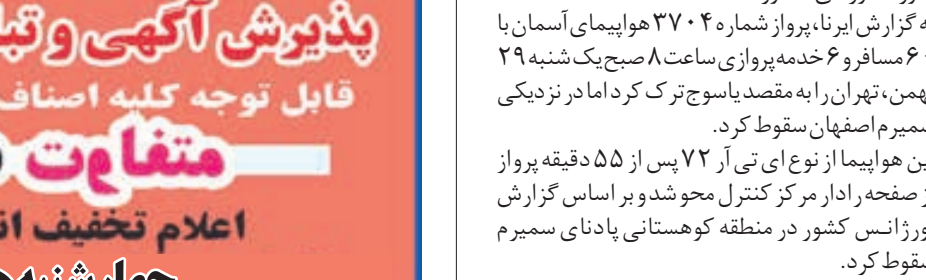 ه گزارش ایرنا، پرواز شماره ۳۷۰۴ هواپیمای آسمان با
۶ مسافر و ۶ خدمه پروازی ساعت ۸ صبح یک شنبه ۲۹
همن، تهران را به مقصد یاسوج ترک کرد اما در نزدیکی
سمیرم اصفهان سقوط کرد.
ین هواپیما از نوع ای تی آر ۷۲ پس از ۵۵ دقیقه پرواز
ز صفحه رادار مرکز کنترل محو شد و بر اساس گزارش
ورژانس کشور در منطقه کوهستانی پادنای سمیرم
سقوط کرد.
پذیرش آگهی و تبل
قابل توجه کلیه اصناف
متفاوت
اعلام تخفیف